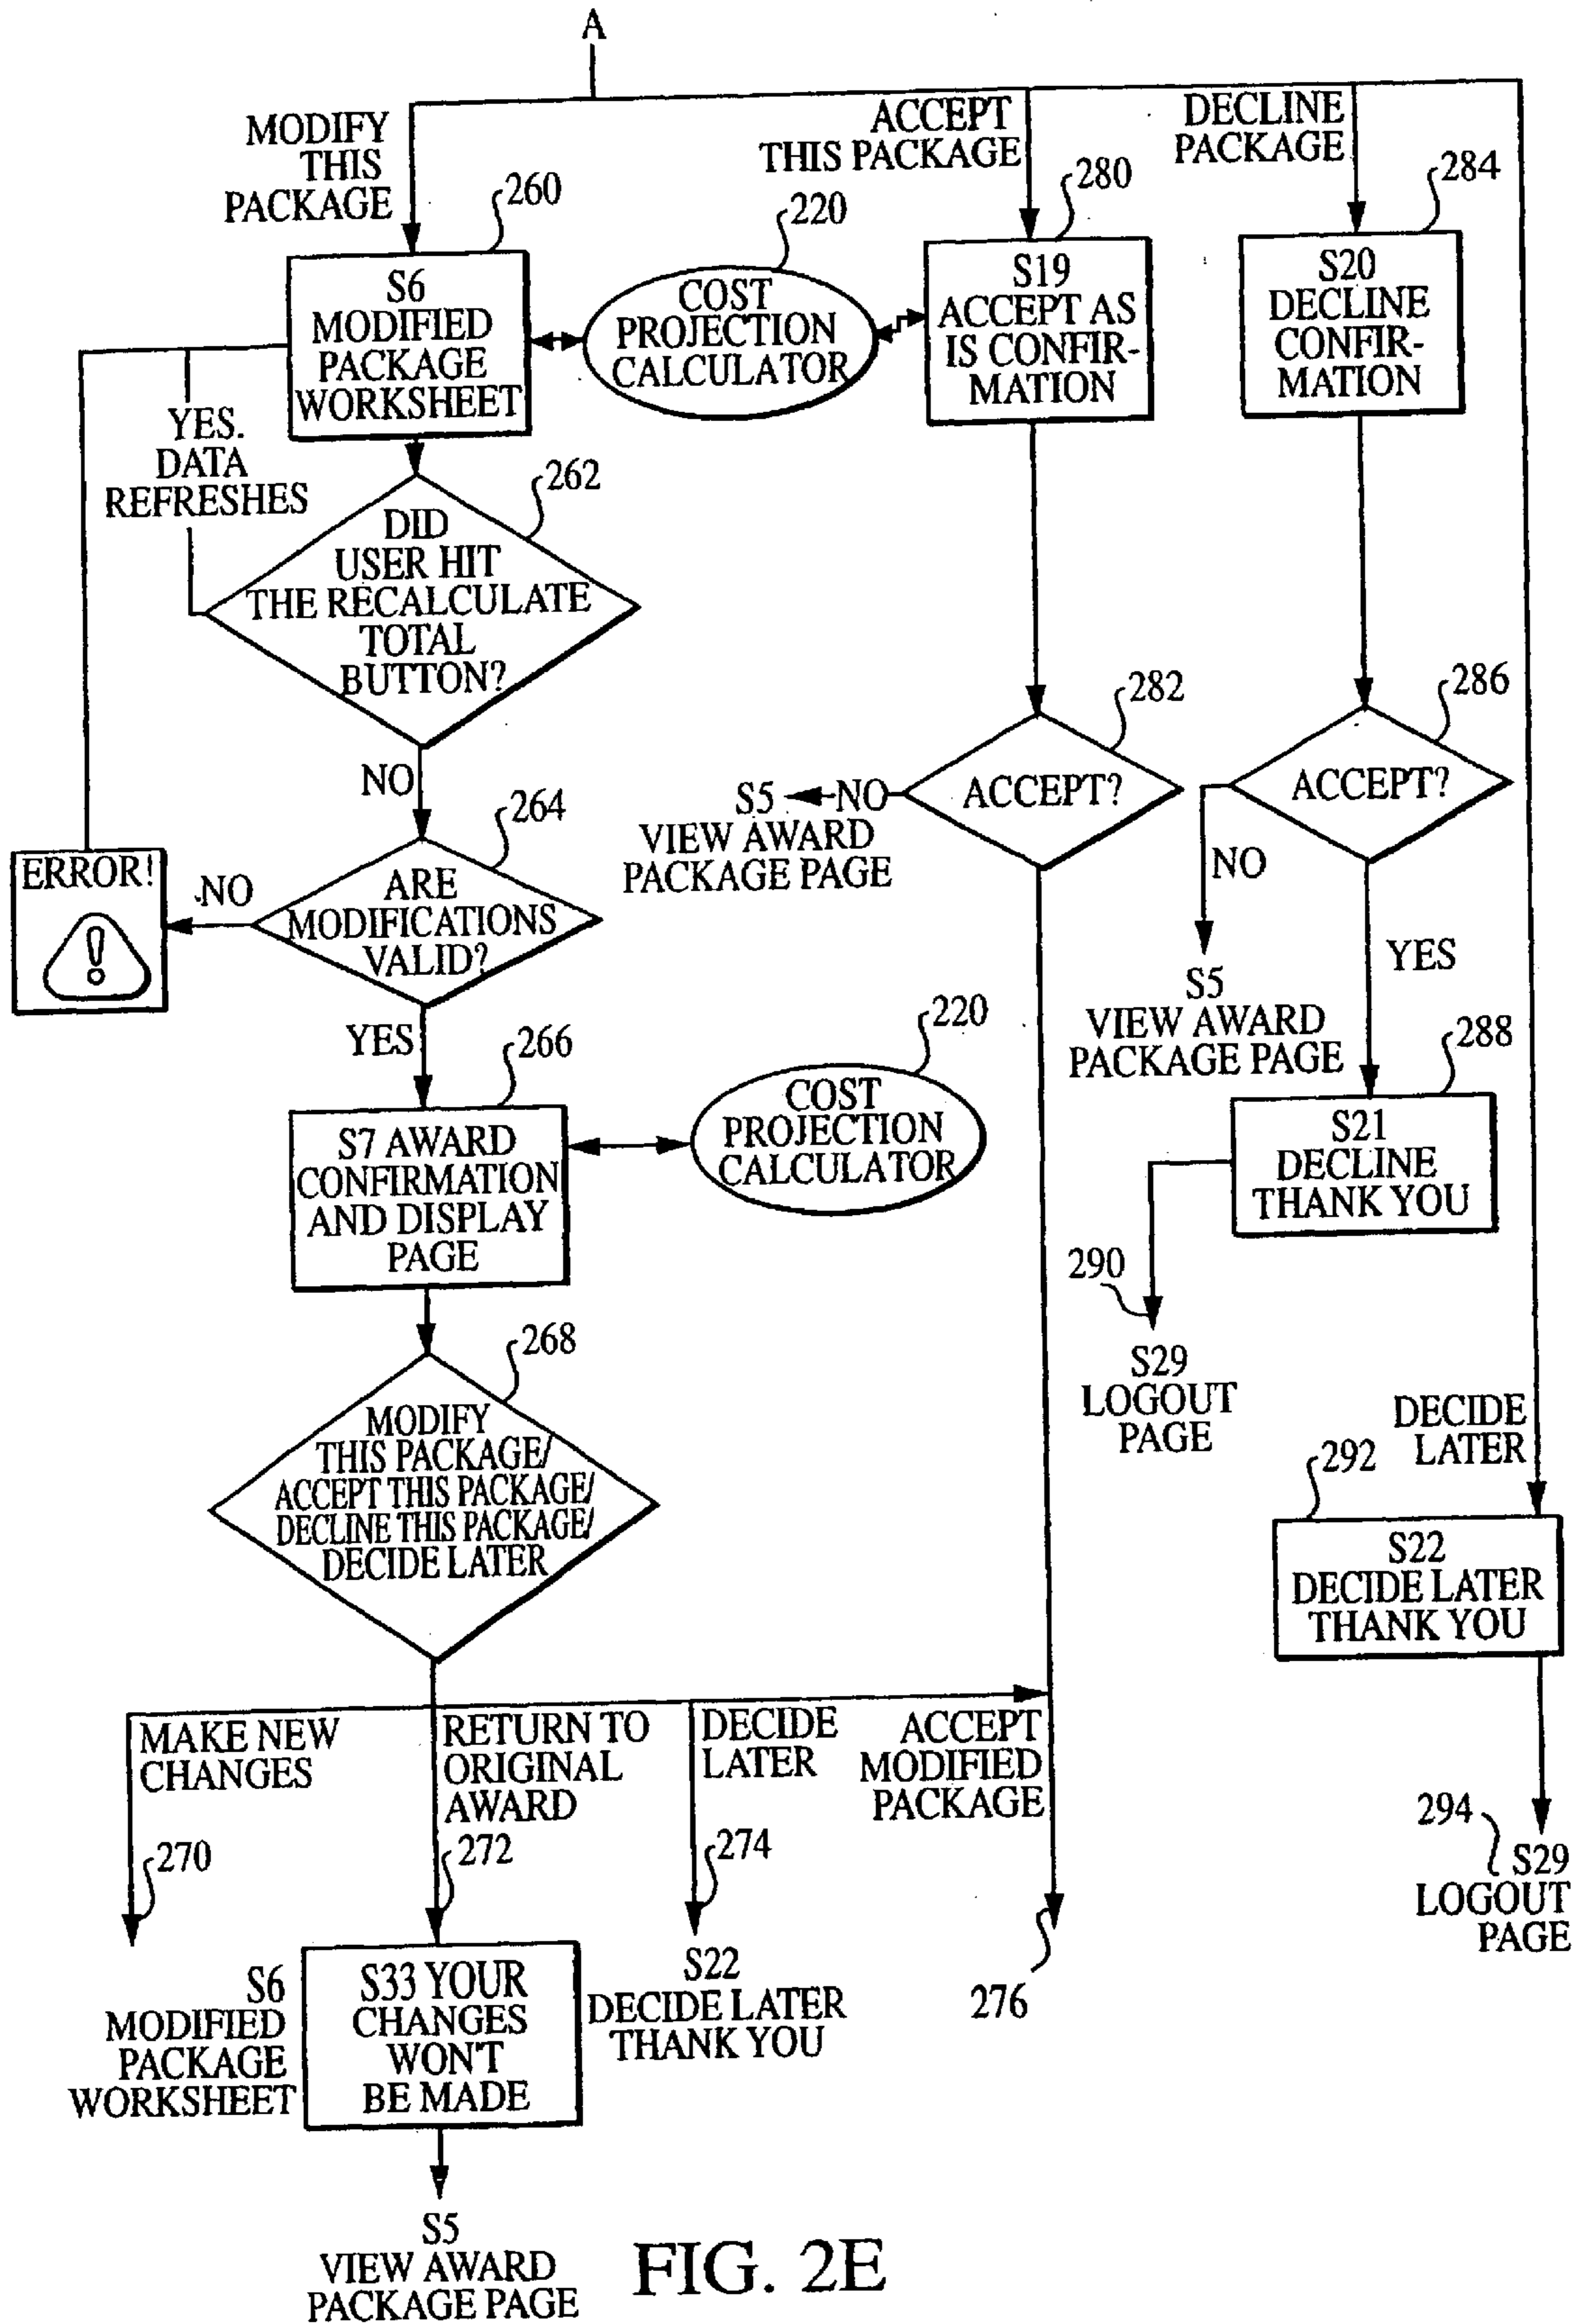 A
MODIFY
THIS
PACKAGE
ACCEPT
THIS PACKAGE
DECLINE
PACKAGE
260
220
280
284
S6
MODIFIED
PACKAGE
WORKSHEET
COST
PROJECTION
CALCULATOR
S19
ACCEPT AS
IS CONFIR-
MATION
S20
DECLINE
CONFIR-
MATION
YES.
DATA
REFRESHES
262
DID
USER HIT
THE RECALCULATE
TOTAL
BUTTON?
NO
282
ACCEPT?
NO
S5
VIEW AWARD
PACKAGE PAGE
286
ACCEPT?
NO
S5
VIEW AWARD
PACKAGE PAGE
YES
264
ARE
MODIFICATIONS
VALID?
NO
ERROR!
!
YES
266
220
288
S7 AWARD
CONFIRMATION
AND DISPLAY
PAGE
COST
PROJECTION
CALCULATOR
S21
DECLINE
THANK YOU
290
S29
LOGOUT
PAGE
268
MODIFY
THIS PACKAGE/
ACCEPT THIS PACKAGE/
DECLINE THIS PACKAGE/
DECIDE LATER
DECIDE
LATER
292
S22
DECIDE LATER
THANK YOU
MAKE NEW
CHANGES
RETURN TO
ORIGINAL
AWARD
DECIDE
LATER
ACCEPT
MODIFIED
PACKAGE
270
272
274
276
294
S29
LOGOUT
PAGE
S6
MODIFIED
PACKAGE
WORKSHEET
S33 YOUR
CHANGES
WON'T
BE MADE
S22
DECIDE LATER
THANK YOU
S5
VIEW AWARD
PACKAGE PAGE
FIG. 2E